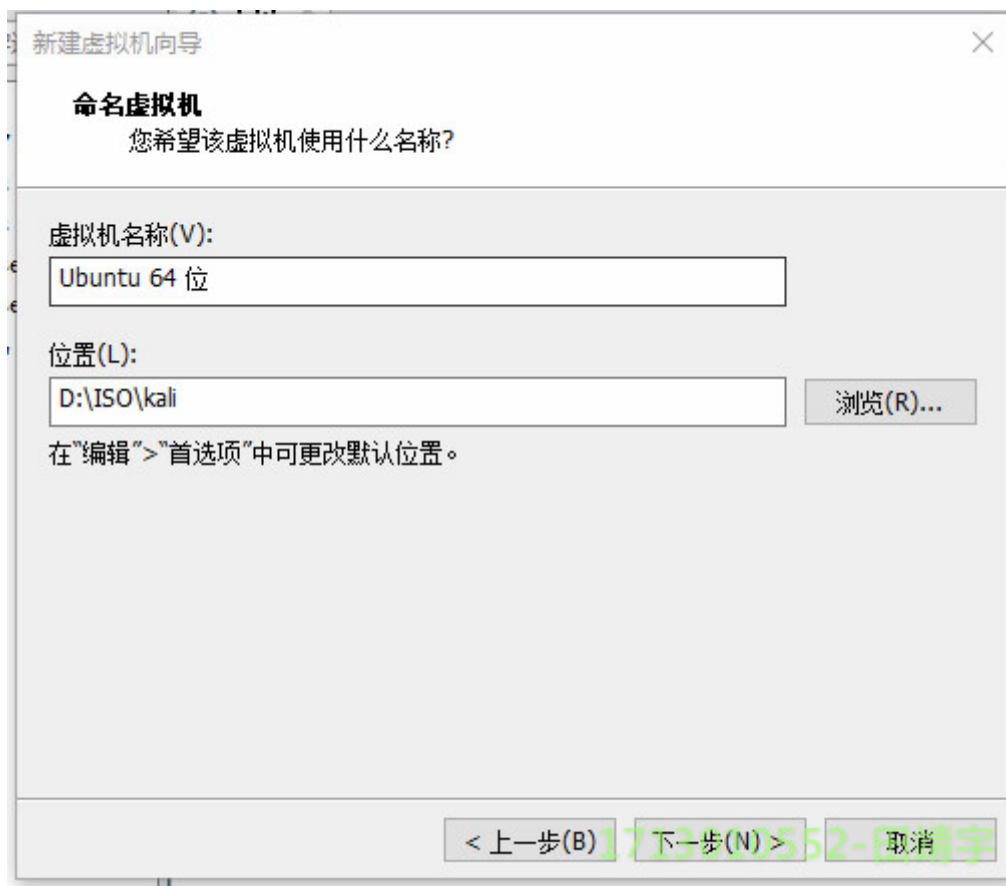 新建虚拟机向导
命名虚拟机
您希望该虚拟机使用什么名称?
虚拟机名称(V):
Ubuntu 64 位
位置(L):
D:\ISO\kali
浏览(R)...
在"编辑">"首选项"中可更改默认位置。
< 上一步(B) 下一步(N) > 取消